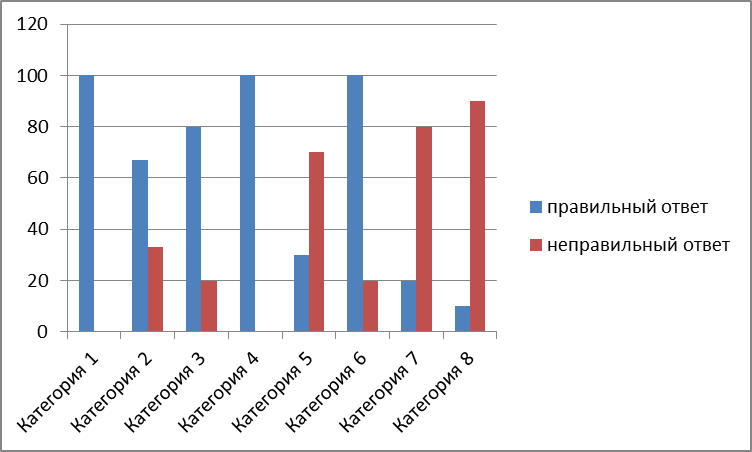 120
100
80
60
40
20
0
Категория 1
Категория 2
Категория 3
Категория 4
Категория 5
Категория 6
Категория 7
Категория 8
правильный ответ
неправильный ответ